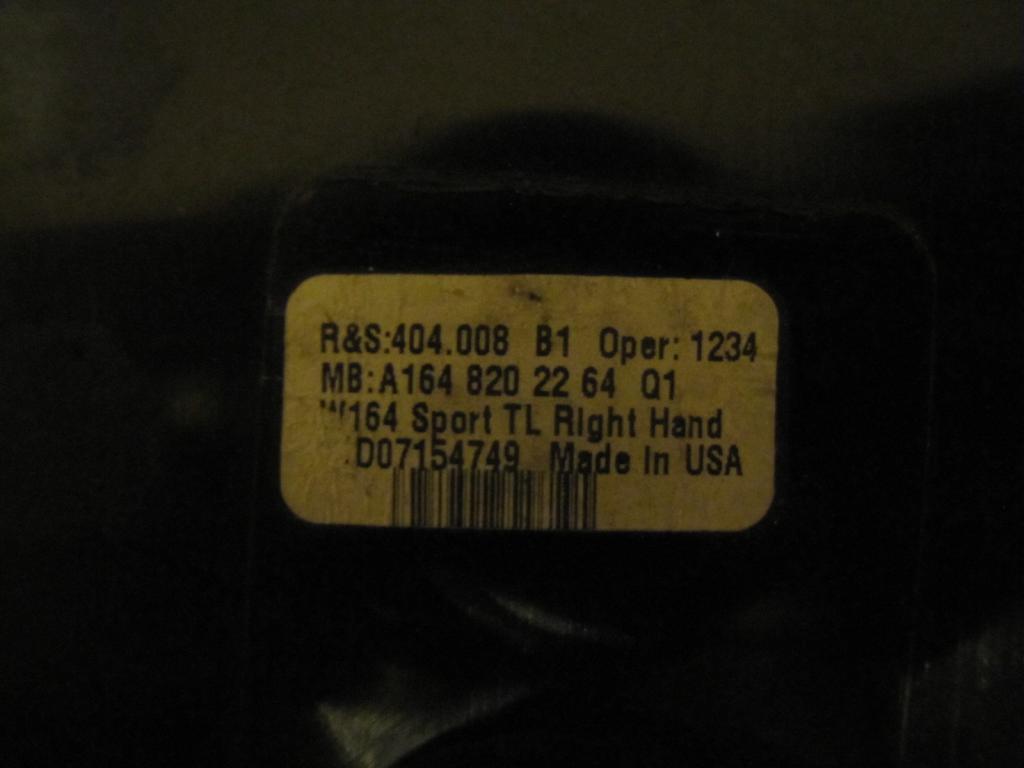 R&S:404.008 B1 Oper: 1234
MB:A164 820 22 64 Q1
W164 Sport TL Right Hand
D07154749 Made In USA